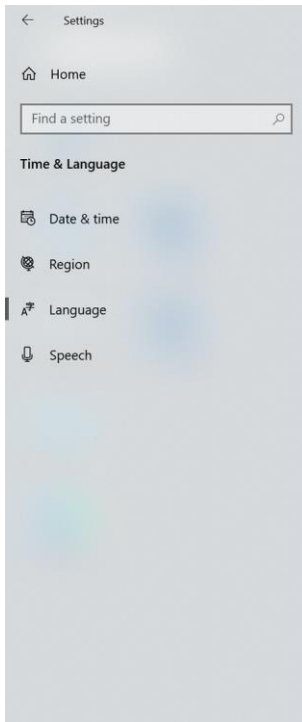 Settings
Home
Find a setting
Time & Language
Date & time
Region
Language
Speech